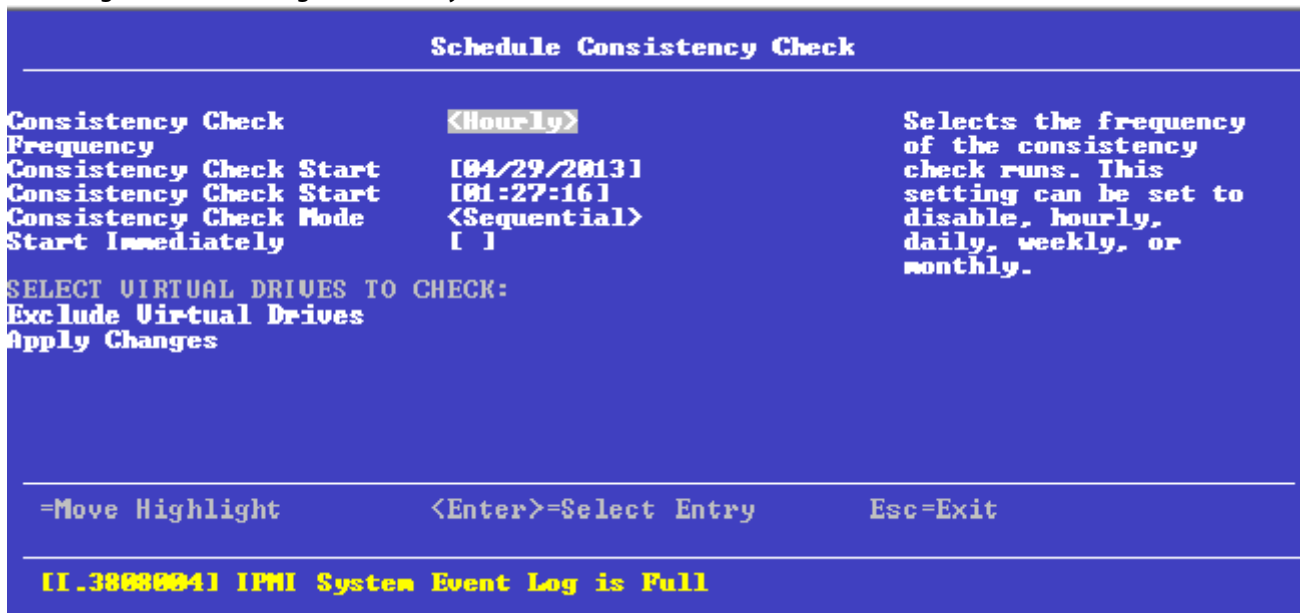 Schedule Consistency Check
Consistency Check <Hourly>
Frequency
Consistency Check Start [04/29/2013]
Consistency Check Start [01:27:16]
Consistency Check Mode <Sequential>
Start Immediately [ ]
SELECT VIRTUAL DRIVES TO CHECK:
Exclude Virtual Drives
Apply Changes
Selects the frequency
of the consistency
check runs. This
setting can be set to
disable, hourly,
daily, weekly, or
monthly.
=Move Highlight <Enter>=Select Entry Esc=Exit
[I.3808004] IPMI System Event Log is Full